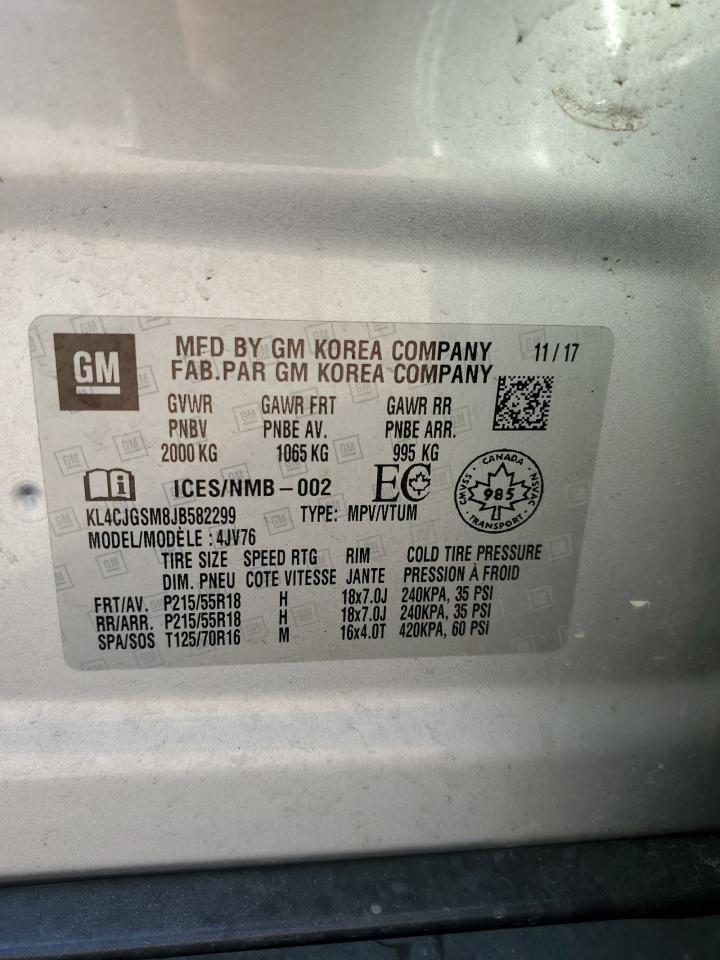 GM
MFD BY GM KOREA COMPANY 11/17
FAB.PAR GM KOREA COMPANY
GVWR GAWR FRT GAWR RR
PNBV PNBE AV. PNBE ARR.
2000 KG 1065 KG 995 KG
ICES/NMB-002 EC
CANADA
CMVSS 985 NSVAC
TRANSPORT
KL4CJGSM8JB582299 TYPE: MPV/VTUM
MODEL/MODÈLE : 4JV76
TIRE SIZE SPEED RTG RIM COLD TIRE PRESSURE
DIM. PNEU COTE VITESSE JANTE PRESSION À FROID
FRT/AV. P215/55R18 H 18x7.0J 240KPA, 35 PSI
RR/ARR. P215/55R18 H 18x7.0J 240KPA, 35 PSI
SPA/SOS T125/70R16 M 16x4.0T 420KPA, 60 PSI